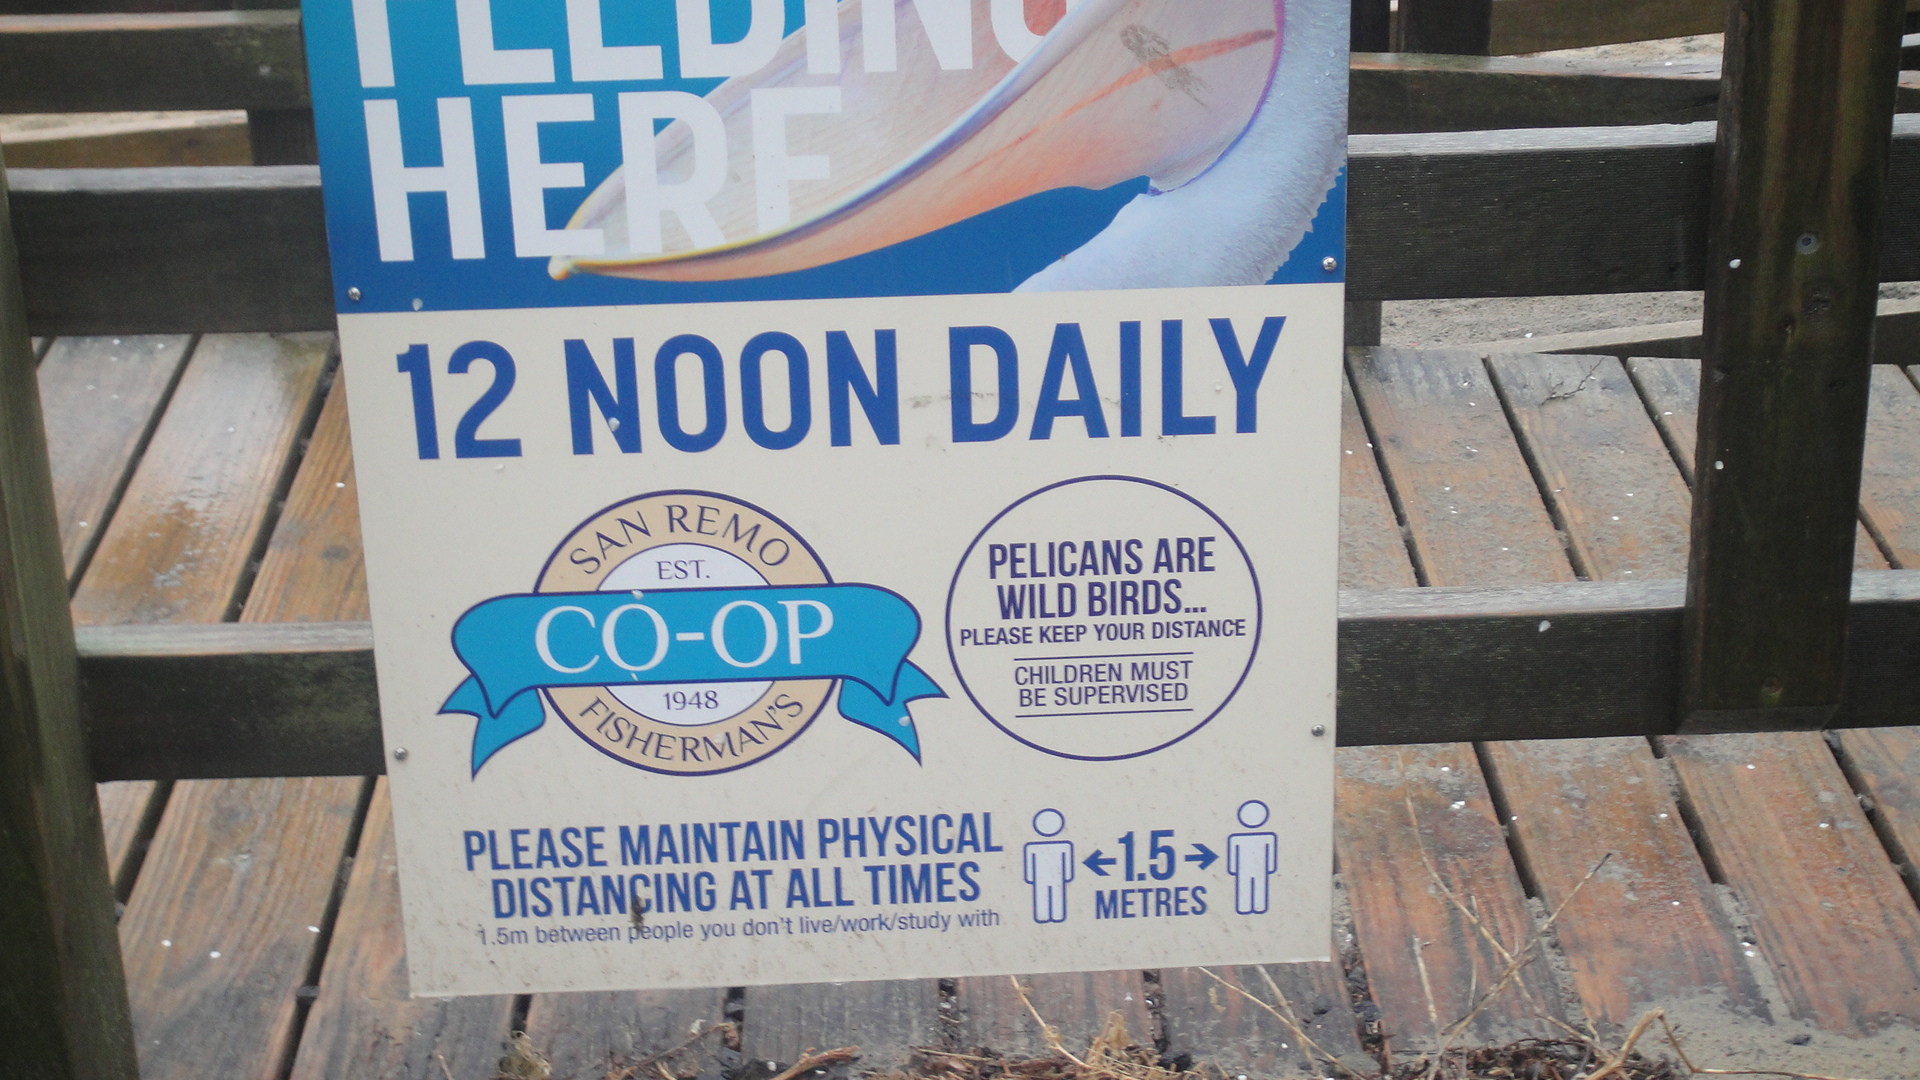 FEEDING
HERE
12 NOON DAILY
SAN REMO
EST.
CO-OP
1948
FISHERMAN'S
PELICANS ARE
WILD BIRDS...
PLEASE KEEP YOUR DISTANCE
CHILDREN MUST
BE SUPERVISED
PLEASE MAINTAIN PHYSICAL
DISTANCING AT ALL TIMES
1.5m between people you don't live/work/study with
←1.5→
METRES